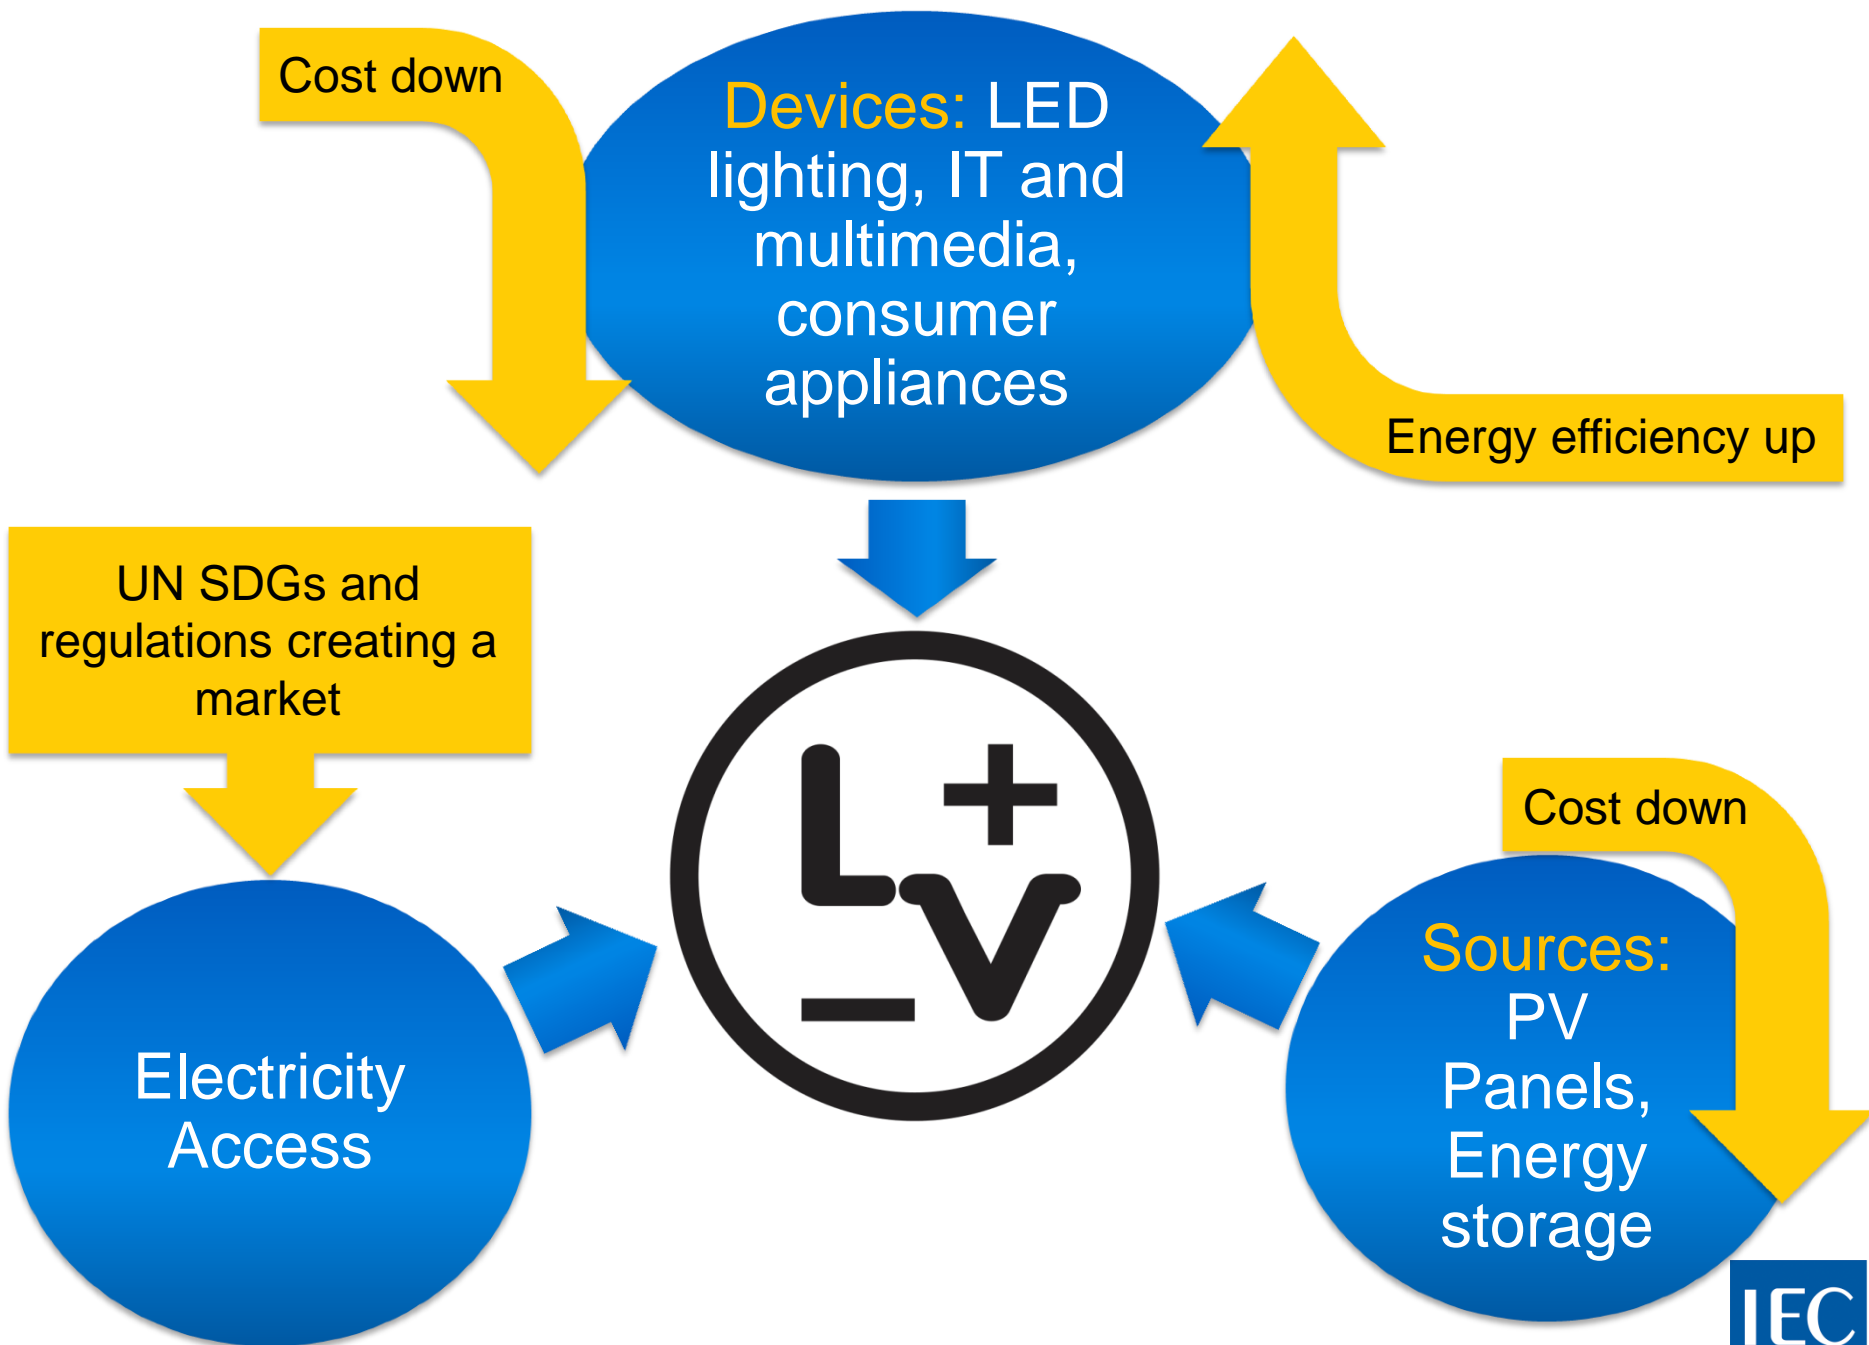 Cost down
Devices: LED
lighting, IT and
multimedia,
consumer
appliances
Energy efficiency up
UN SDGs and
regulations creating a
market
L+
–V
Cost down
Electricity
Access
Sources:
PV
Panels,
Energy
storage
IEC